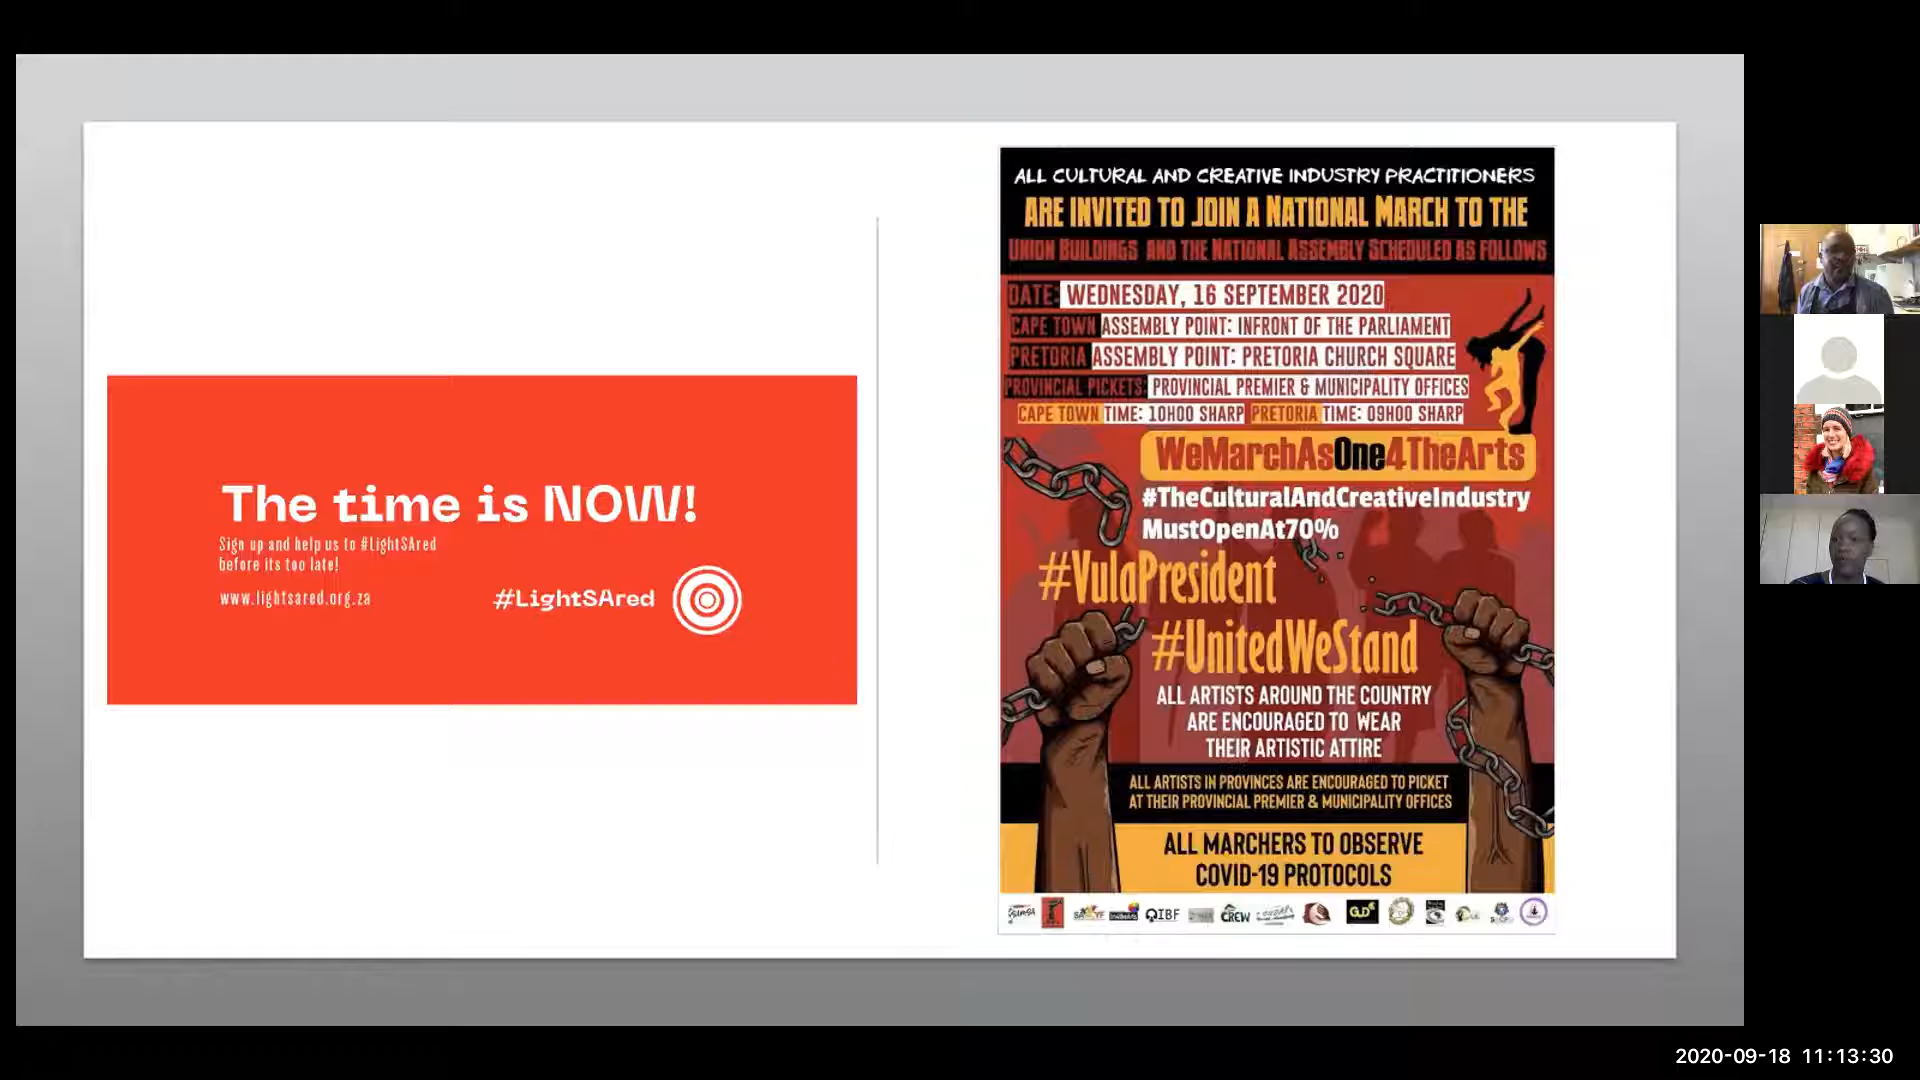 The time is NOW!
Sign up and help us to #LightSAred
before its too late!
www.lightsared.org.za
#LightSAred
ALL CULTURAL AND CREATIVE INDUSTRY PRACTITIONERS
ARE INVITED TO JOIN A NATIONAL MARCH TO THE
UNION BUILDINGS AND THE NATIONAL ASSEMBLY SCHEDULED AS FOLLOWS
DATE: WEDNESDAY, 16 SEPTEMBER 2020
CAPE TOWN ASSEMBLY POINT: INFRONT OF THE PARLIAMENT
PRETORIA ASSEMBLY POINT: PRETORIA CHURCH SQUARE
PROVINCIAL PICKETS: PROVINCIAL PREMIER & MUNICIPALITY OFFICES
CAPE TOWN TIME: 10H00 SHARP PRETORIA TIME: 09H00 SHARP
WeMarchAsOne4TheArts
#TheCulturalAndCreativeIndustry
MustOpenAt70%
#VulaPresident
#UnitedWeStand
ALL ARTISTS AROUND THE COUNTRY
ARE ENCOURAGED TO WEAR
THEIR ARTISTIC ATTIRE
ALL ARTISTS IN PROVINCES ARE ENCOURAGED TO PICKET
AT THEIR PROVINCIAL PREMIER & MUNICIPALITY OFFICES
ALL MARCHERS TO OBSERVE
COVID-19 PROTOCOLS
IBF CREW
2020-09-18 11:13:30